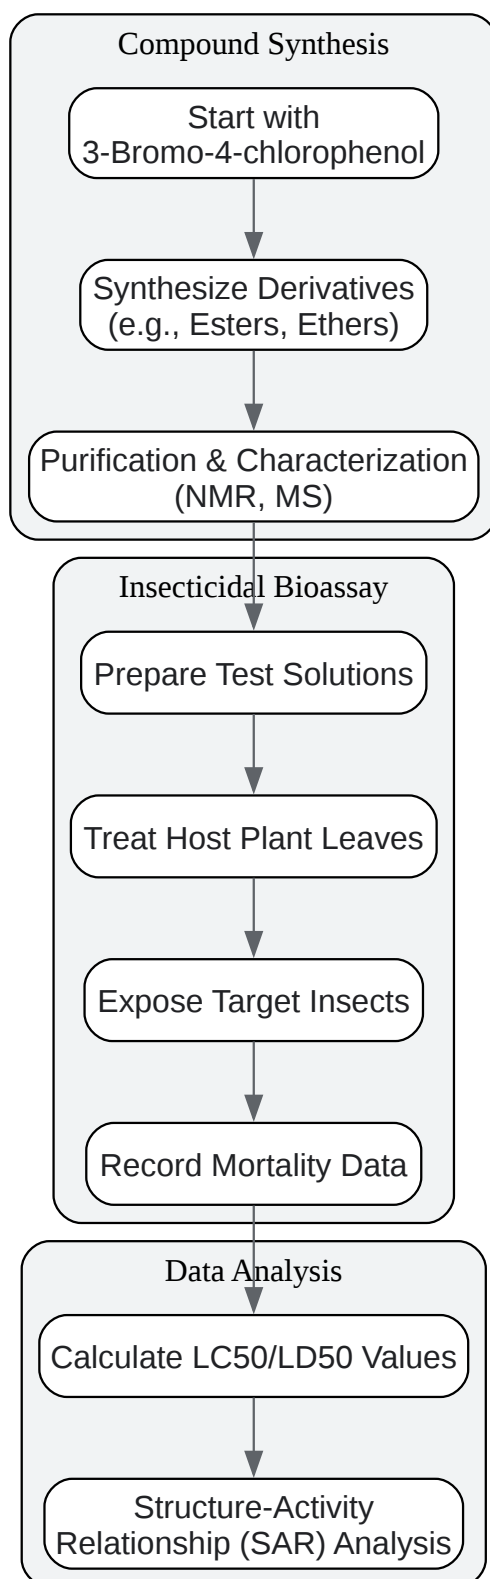 Compound Synthesis
Start with
3-Bromo-4-chlorophenol
Synthesize Derivatives
(e.g., Esters, Ethers)
Purification & Characterization
(NMR, MS)
Insecticidal Bioassay
Prepare Test Solutions
Treat Host Plant Leaves
Expose Target Insects
Record Mortality Data
Data Analysis
Calculate LC50/LD50 Values
Structure-Activity
Relationship (SAR) Analysis